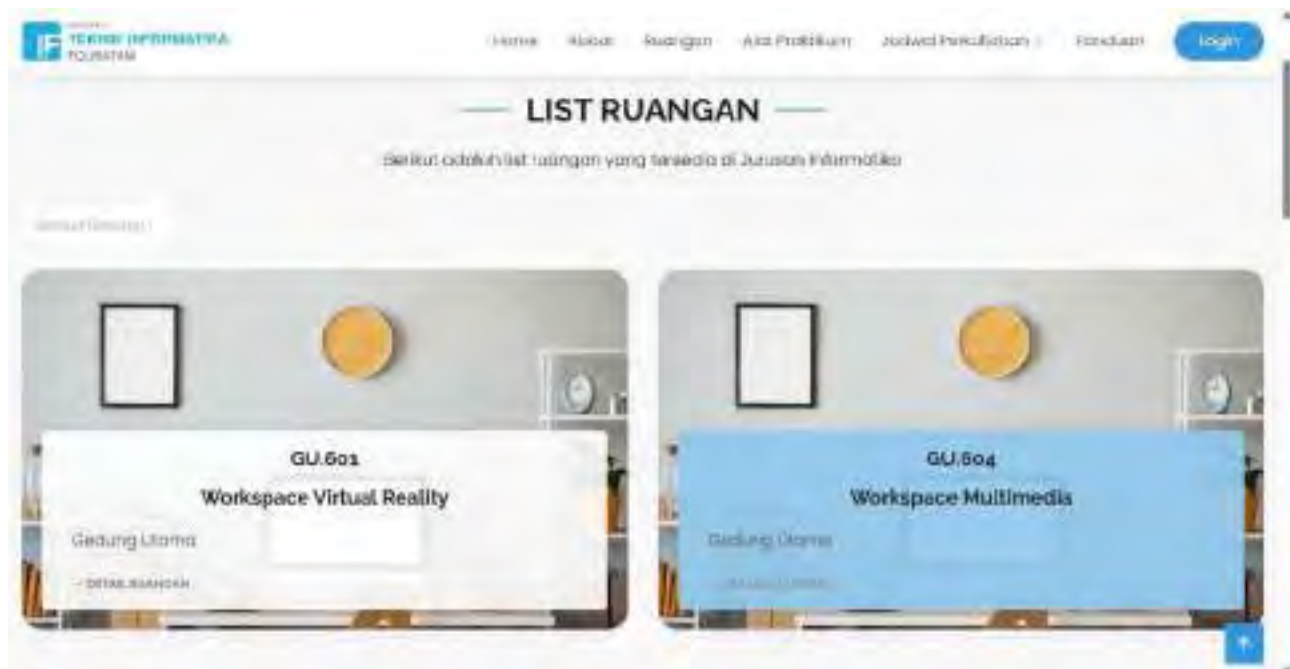 TEKNIK INFORMATIKA
POLIBATAM
Home About Ruangan Alat Praktikum Jadwal Perkuliahan Panduan Login
LIST RUANGAN
Berikut adalah list ruangan yang tersedia di Jurusan Informatika
GU.601
Workspace Virtual Reality
Gedung Utama
DETAIL RUANGAN
GU.604
Workspace Multimedia
Gedung Utama